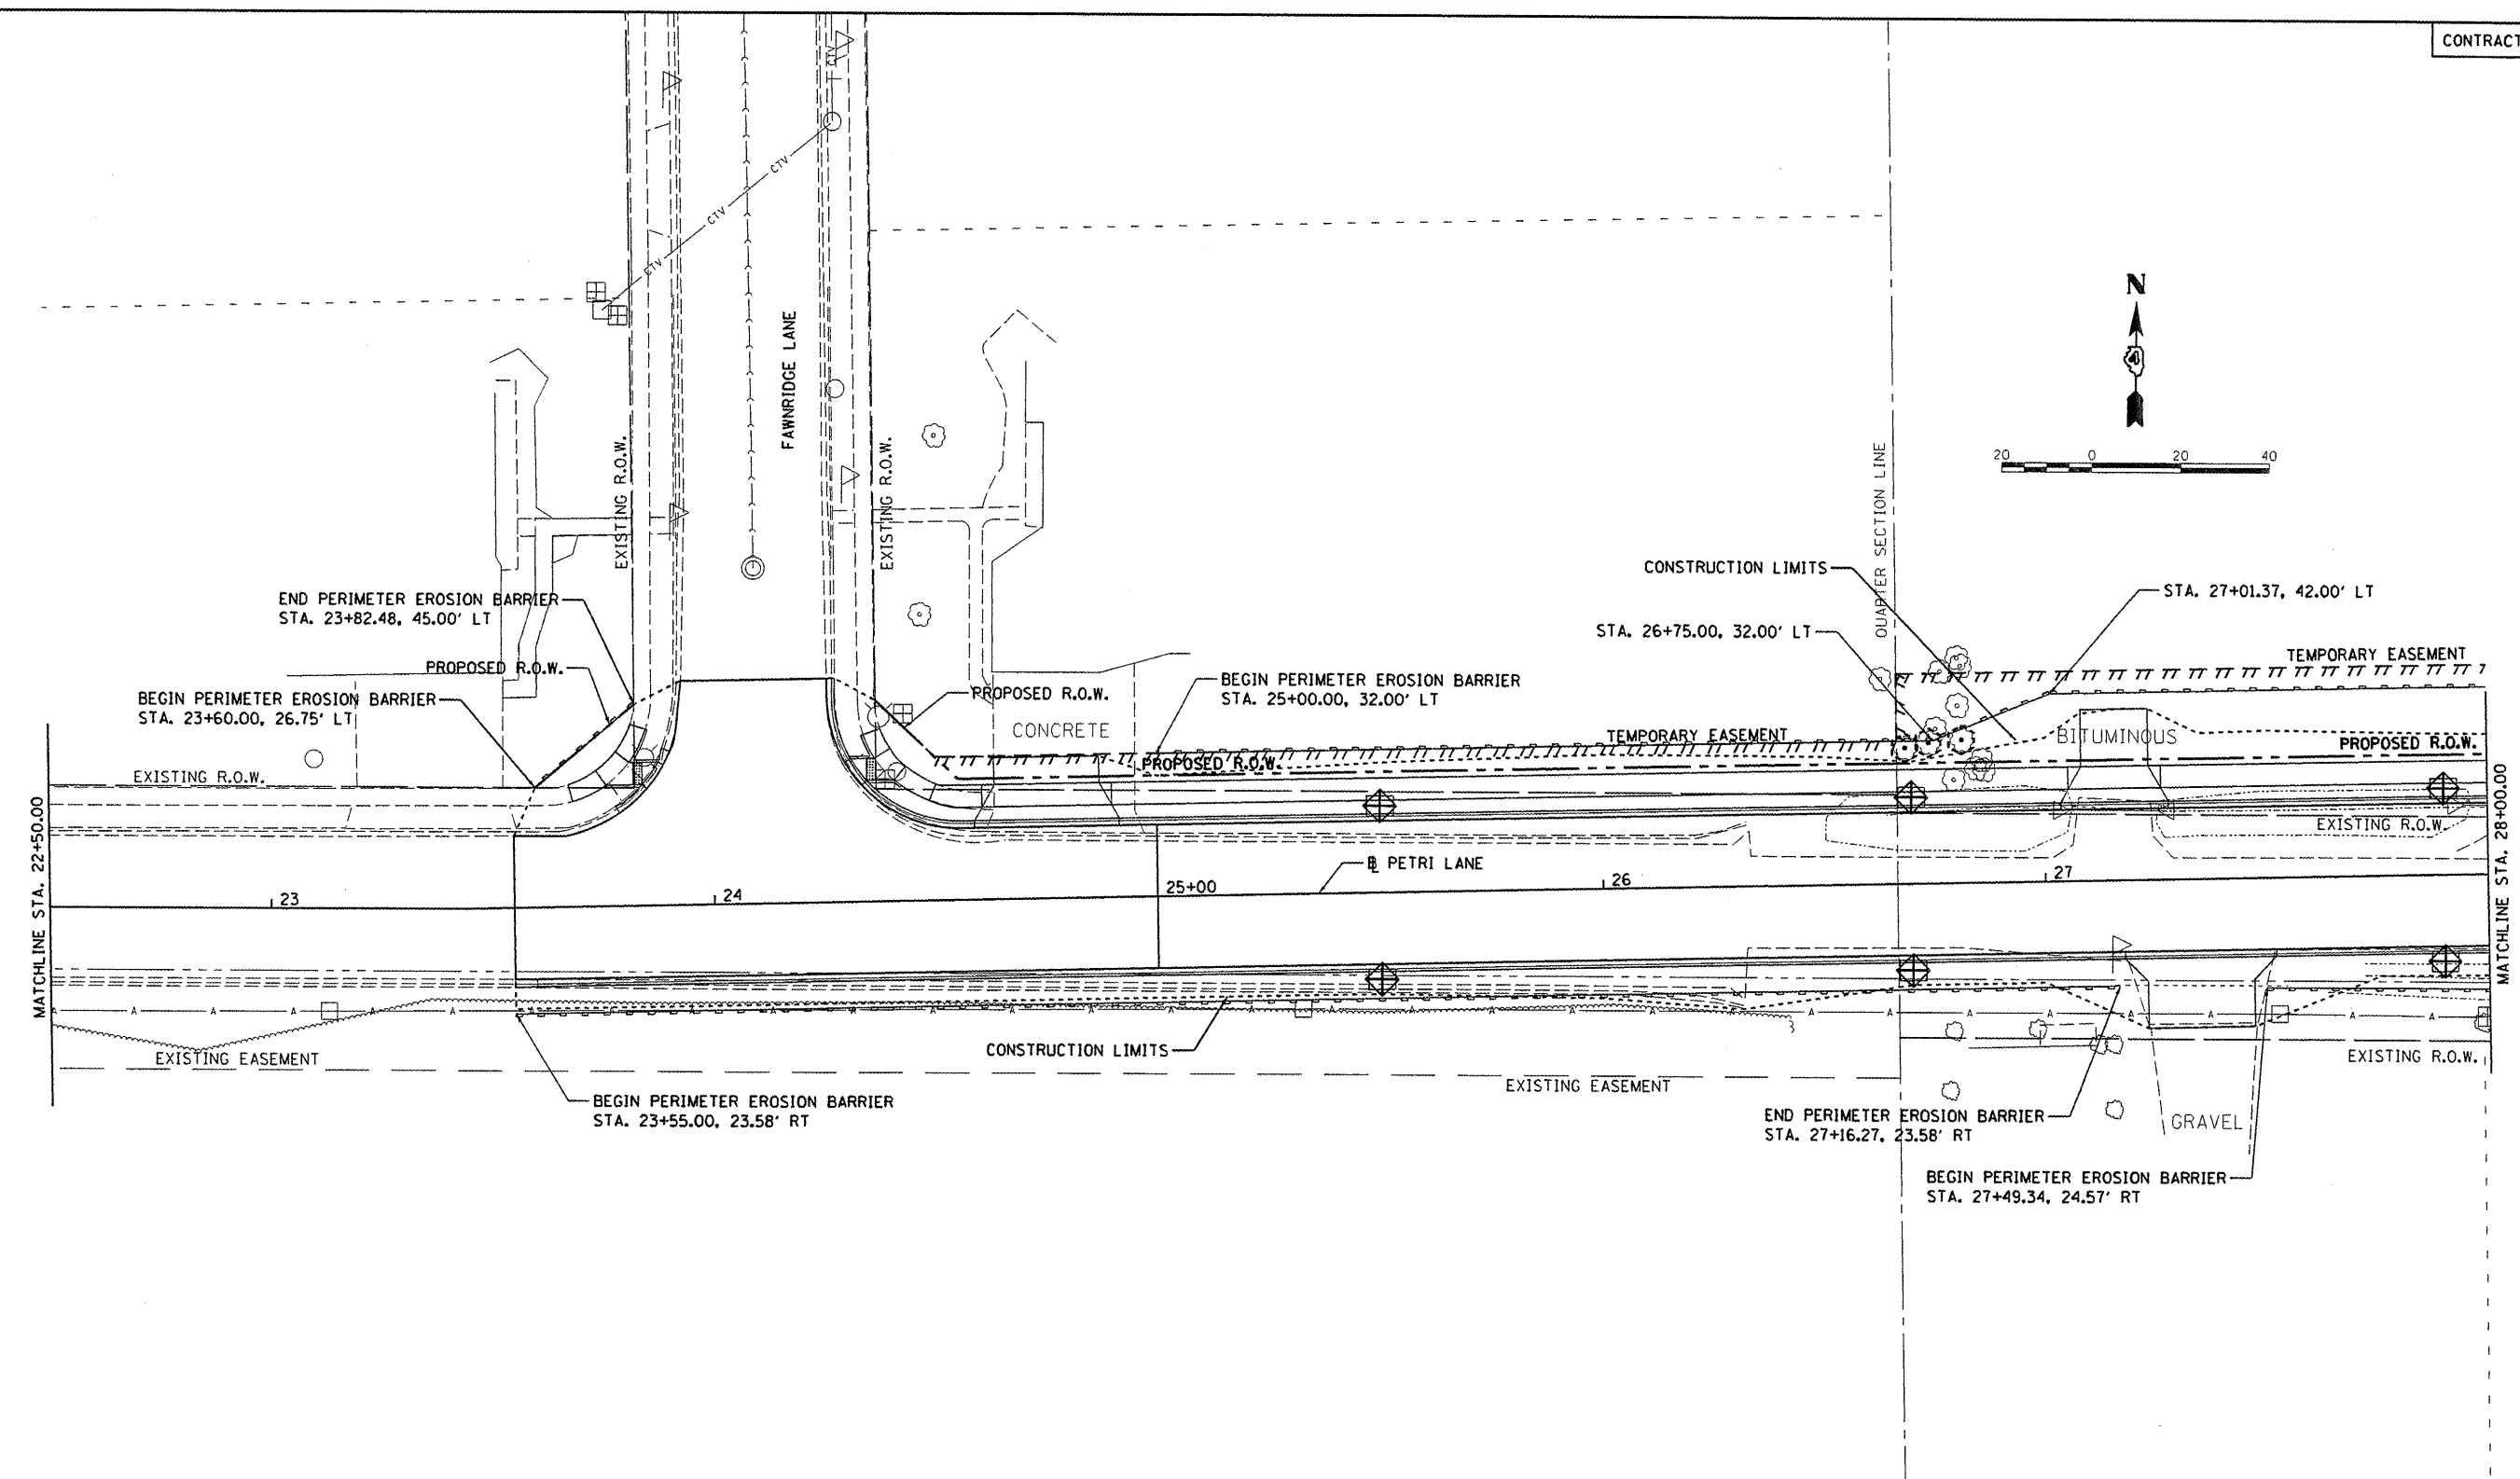 CONTRACT
CTV
CTV
CTV
FAWNRIDGE LANE
N
20 0 20 40
EXISTING R.O.W.
EXISTING R.O.W.
QUARTER SECTION LINE
CONSTRUCTION LIMITS
STA. 27+01.37, 42.00' LT
END PERIMETER EROSION BARRIER
STA. 23+82.48, 45.00' LT
STA. 26+75.00, 32.00' LT
TEMPORARY EASEMENT
PROPOSED R.O.W.
BEGIN PERIMETER EROSION BARRIER
STA. 25+00.00, 32.00' LT
BEGIN PERIMETER EROSION BARRIER
STA. 23+60.00, 26.75' LT
PROPOSED R.O.W.
CONCRETE
TEMPORARY EASEMENT
BITUMINOUS
PROPOSED R.O.W.
PROPOSED R.O.W.
EXISTING R.O.W.
EXISTING R.O.W.
MATCHLINE STA. 22+50.00
MATCHLINE STA. 28+00.00
℄ PETRI LANE
23
24
25+00
26
27
A A A A A A A A A A A A A A A A A A A A A A A A A A A A A A A
EXISTING EASEMENT
CONSTRUCTION LIMITS
EXISTING R.O.W.
EXISTING EASEMENT
BEGIN PERIMETER EROSION BARRIER
STA. 23+55.00, 23.58' RT
END PERIMETER EROSION BARRIER
STA. 27+16.27, 23.58' RT
GRAVEL
BEGIN PERIMETER EROSION BARRIER
STA. 27+49.34, 24.57' RT